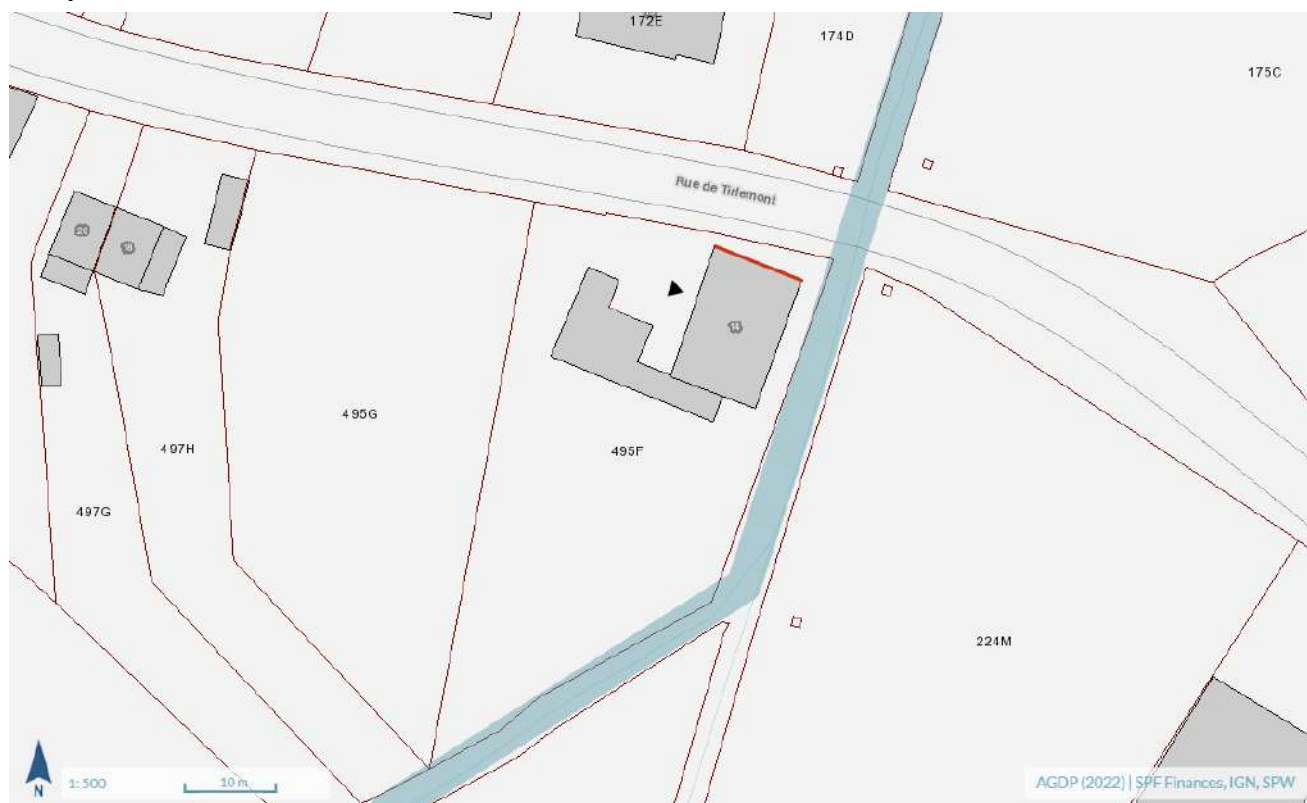 172E
174D
175C
Rue de Tirlemont
20
18
14
495G
495F
497H
497G
224M
N
1:500
10 m
AGDP (2022) | SPF Finances, IGN, SPW